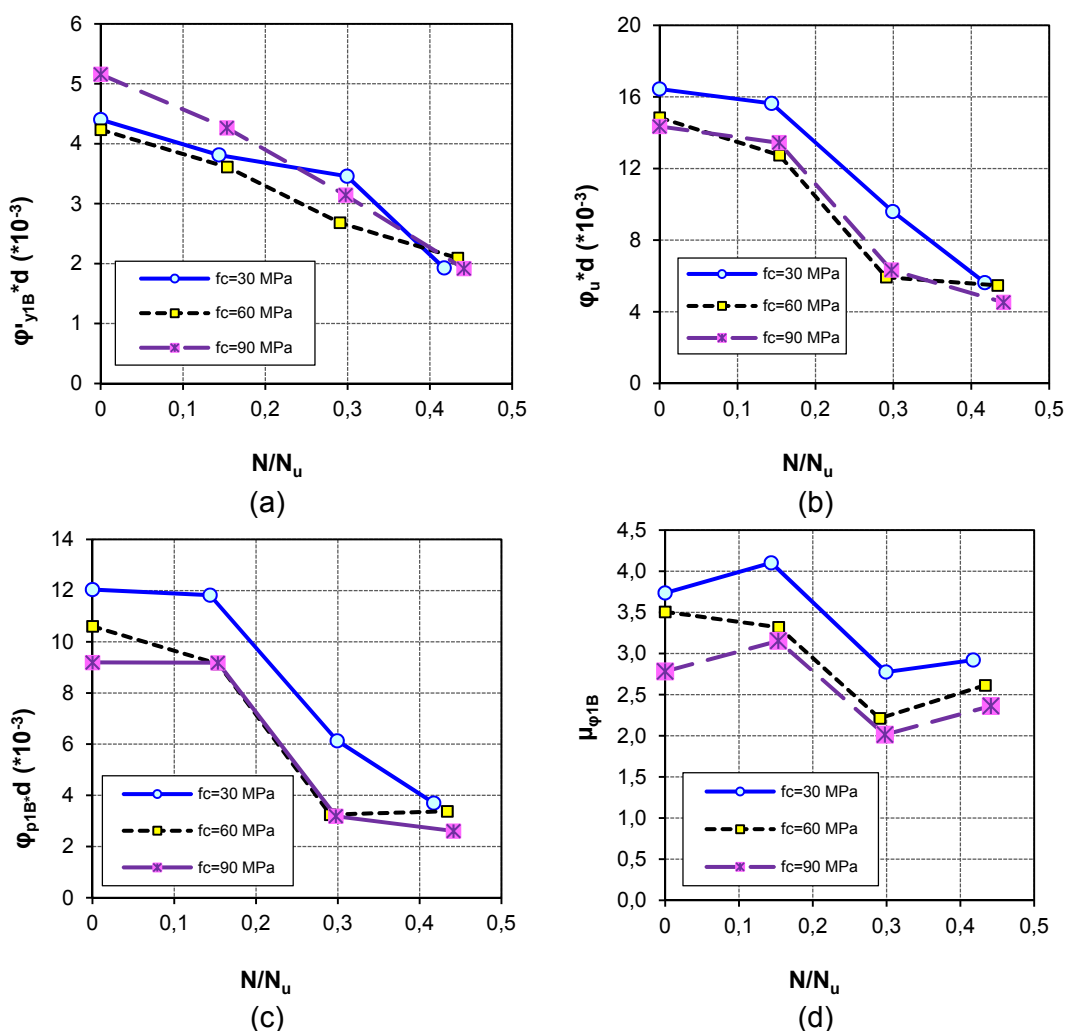 6
5
4
3
2
1
0
0 0,1 0,2 0,3 0,4 0,5
φ'y1B*d (*10-3)
fc=30 MPa
fc=60 MPa
fc=90 MPa
N/Nu
(a)
20
16
12
8
4
0
0 0,1 0,2 0,3 0,4 0,5
φu*d (*10-3)
fc=30 MPa
fc=60 MPa
fc=90 MPa
N/Nu
(b)
14
12
10
8
6
4
2
0
0 0,1 0,2 0,3 0,4 0,5
φp1B*d (*10-3)
fc=30 MPa
fc=60 MPa
fc=90 MPa
N/Nu
(c)
4,5
4,0
3,5
3,0
2,5
2,0
1,5
1,0
0,5
0,0
0 0,1 0,2 0,3 0,4 0,5
μφ1B
fc=30 MPa
fc=60 MPa
fc=90 MPa
N/Nu
(d)